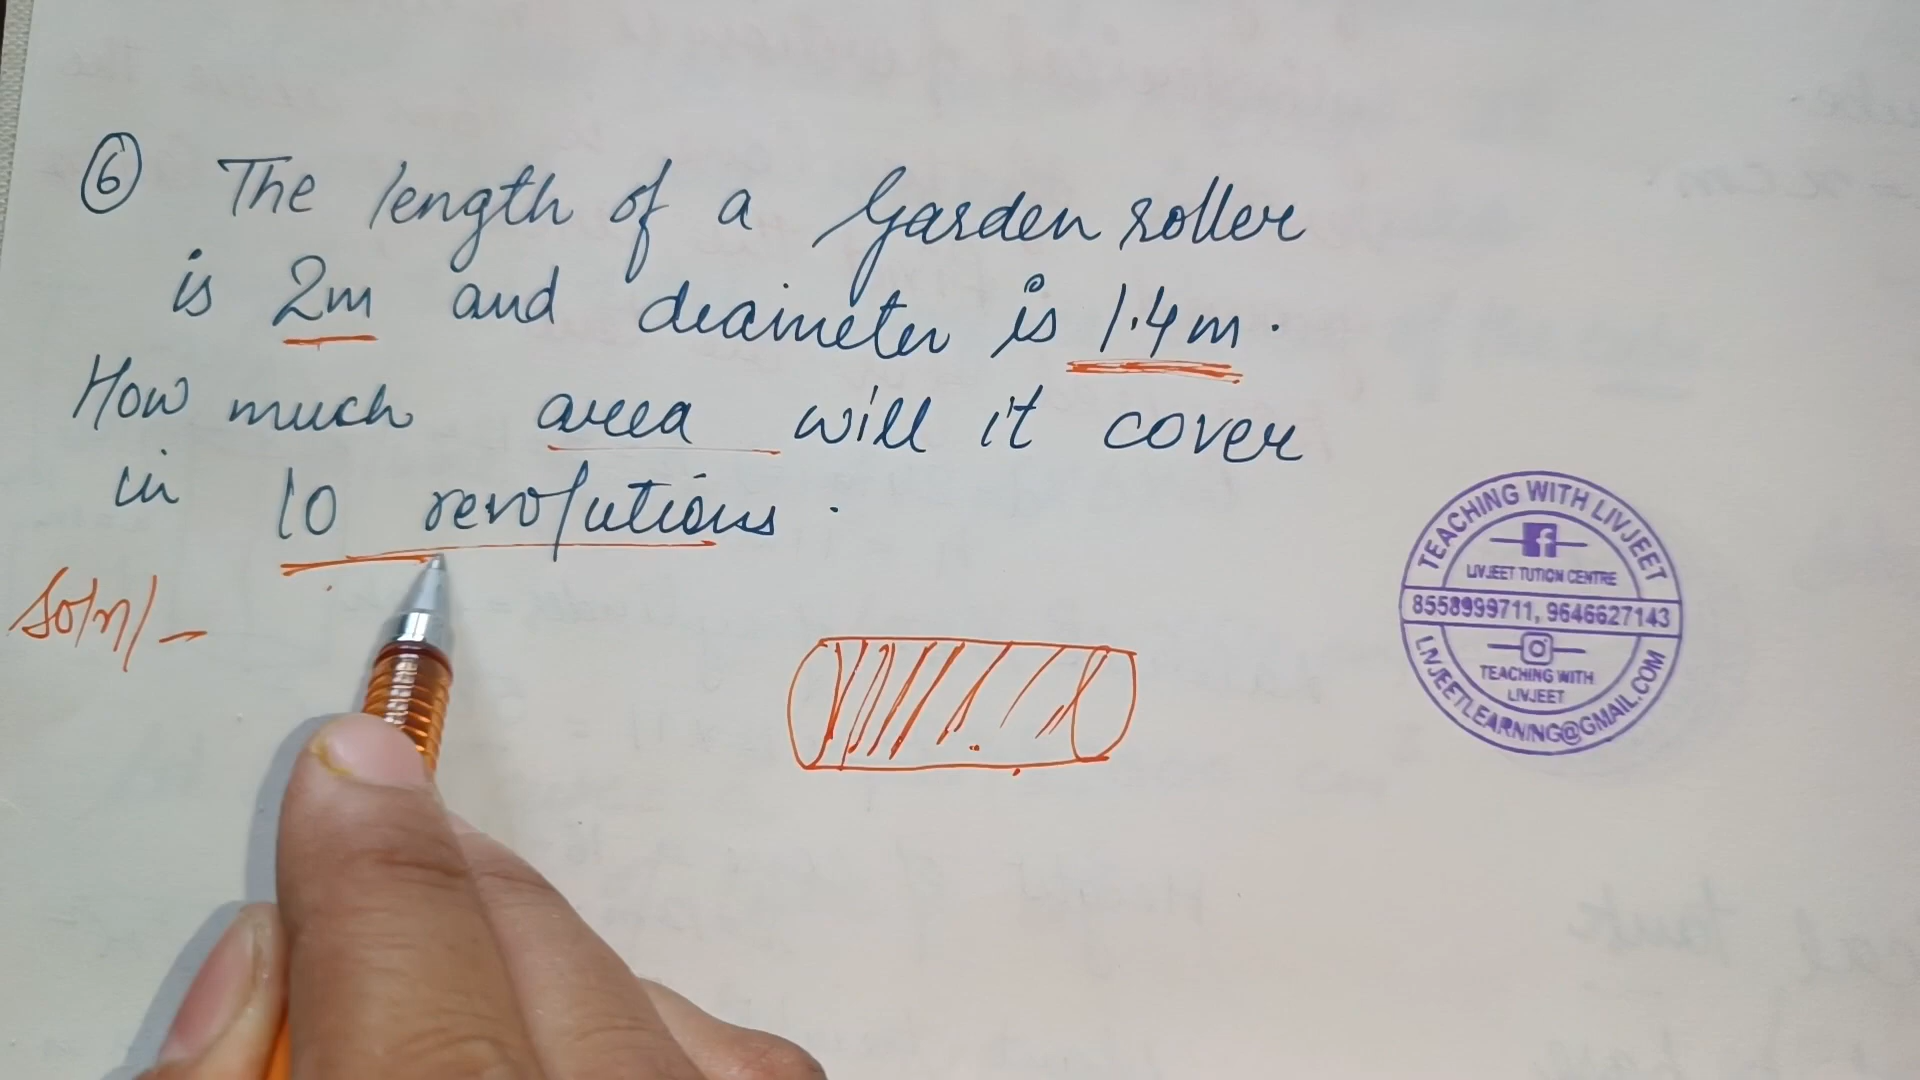 6 The length of a Garden roller
is 2m and diameter is 1.4m.
How much area will it cover
in 10 revolutions.
Soln/-
TEACHING WITH LIVJEET
LIVJEET TUTION CENTRE
8558999711, 9646627143
TEACHING WITH
LIVJEET
LIVJEETLEARNING@GMAIL.COM